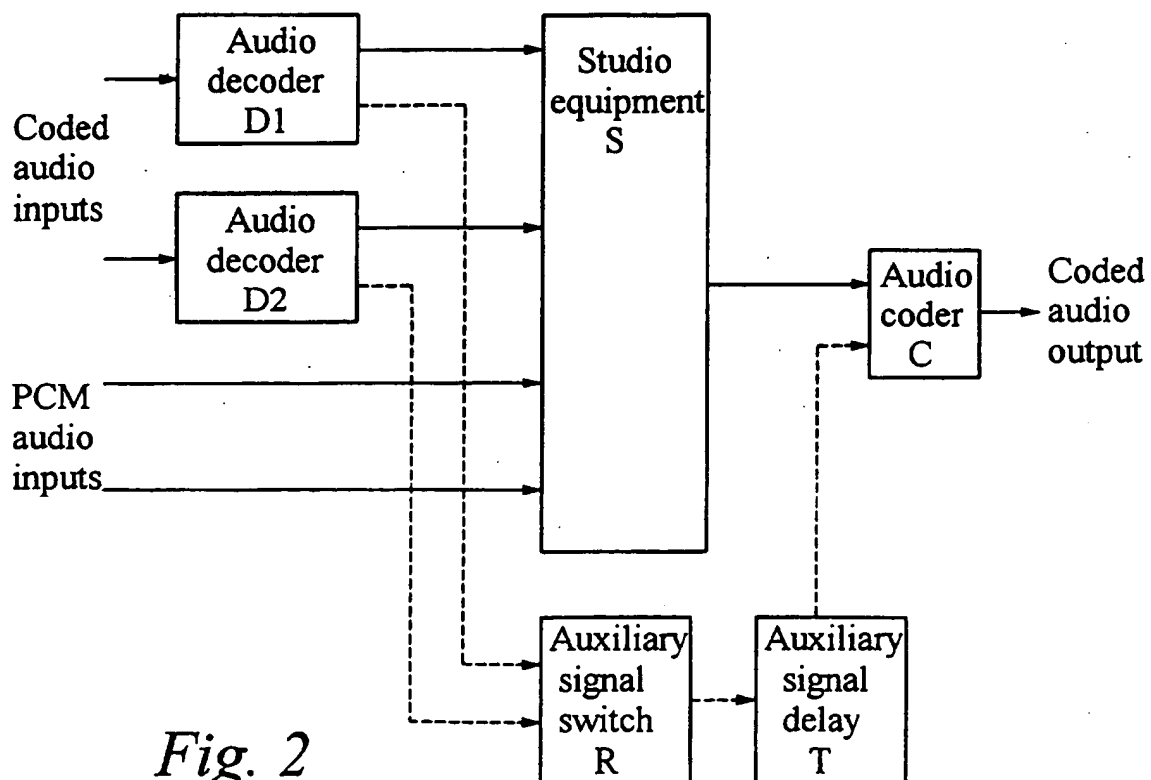 Coded
audio
inputs
Audio
decoder
D1
Audio
decoder
D2
PCM
audio
inputs
Studio
equipment
S
Audio
coder
C
Coded
audio
output
Auxiliary
signal
switch
R
Auxiliary
signal
delay
T
Fig. 2